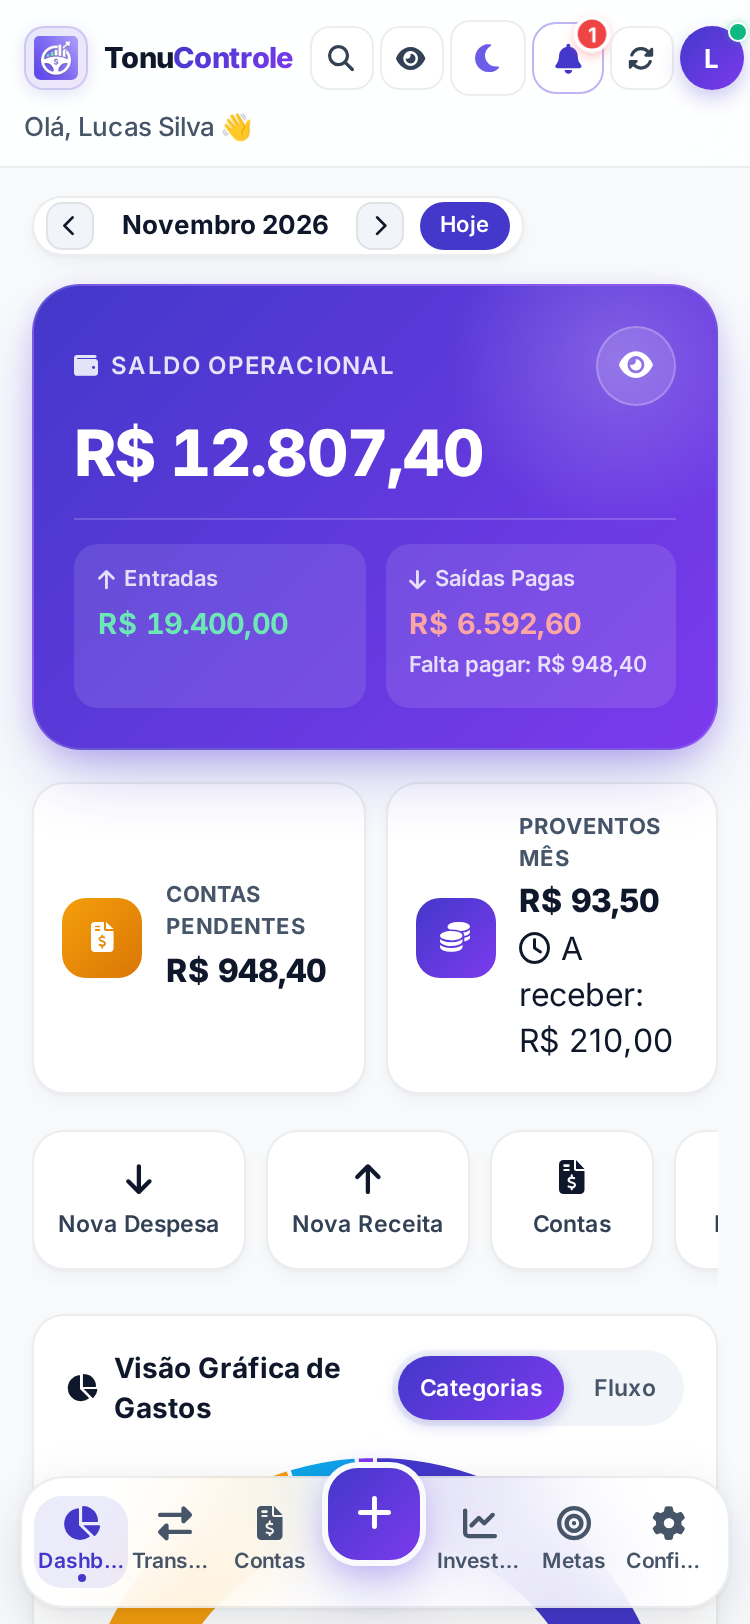 TonuControle
1
L
Olá, Lucas Silva 👋
Novembro 2026
Hoje
SALDO OPERACIONAL
R$ 12.807,40
Entradas
R$ 19.400,00
Saídas Pagas
R$ 6.592,60
Falta pagar: R$ 948,40
CONTAS
PENDENTES
R$ 948,40
PROVENTOS
MÊS
R$ 93,50
A
receber:
R$ 210,00
Nova Despesa
Nova Receita
Contas
Visão Gráfica de
Gastos
Categorias
Fluxo
Dashb...
Trans...
Contas
Invest...
Metas
Confi...